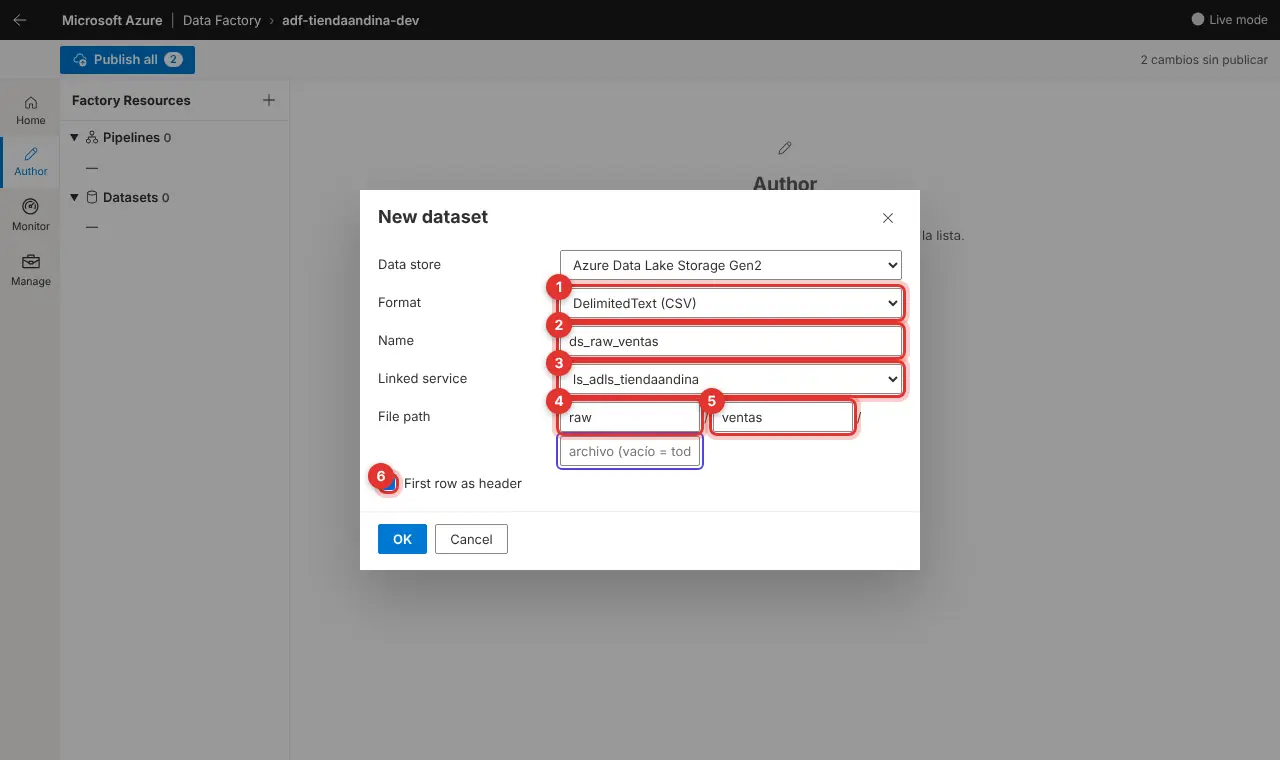 Microsoft Azure | Data Factory › adf-tiendaandina-dev
Live mode
Publish all 2
2 cambios sin publicar
Home
Author
Monitor
Manage
Factory Resources
Pipelines 0
—
Datasets 0
—
Author
la lista.
New dataset
Data store
Azure Data Lake Storage Gen2
1
Format
DelimitedText (CSV)
2
Name
ds_raw_ventas
3
Linked service
ls_adls_tiendaandina
4
5
File path
raw / ventas /
archivo (vacío = tod
6
First row as header
OK
Cancel